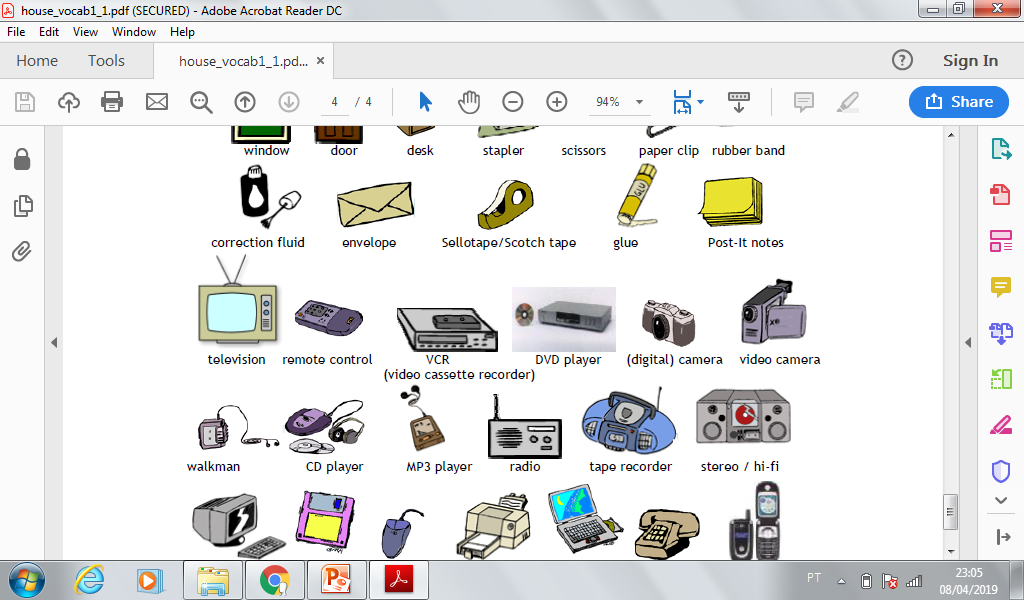 house_vocab1_1.pdf (SECURED) - Adobe Acrobat Reader DC
File Edit View Window Help
Home Tools house_vocab1_1.pd... × Sign In
4 / 4 94% Share
window door desk stapler scissors paper clip rubber band
GLU
correction fluid envelope Sellotape/Scotch tape glue Post-It notes
television remote control VCR DVD player (digital) camera video camera
(video cassette recorder)
walkman CD player MP3 player radio tape recorder stereo / hi-fi
PT 23:05
08/04/2019